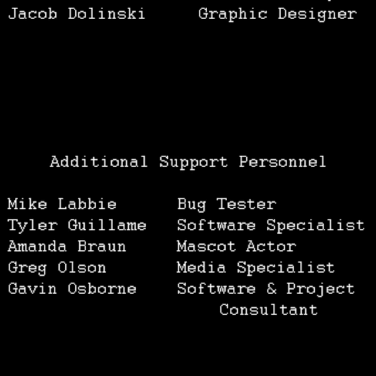 Jacob Dolinski Graphic Designer
Additional Support Personnel
Mike Labbie Bug Tester
Tyler Guillame Software Specialist
Amanda Braun Mascot Actor
Greg Olson Media Specialist
Gavin Osborne Software & Project
Consultant